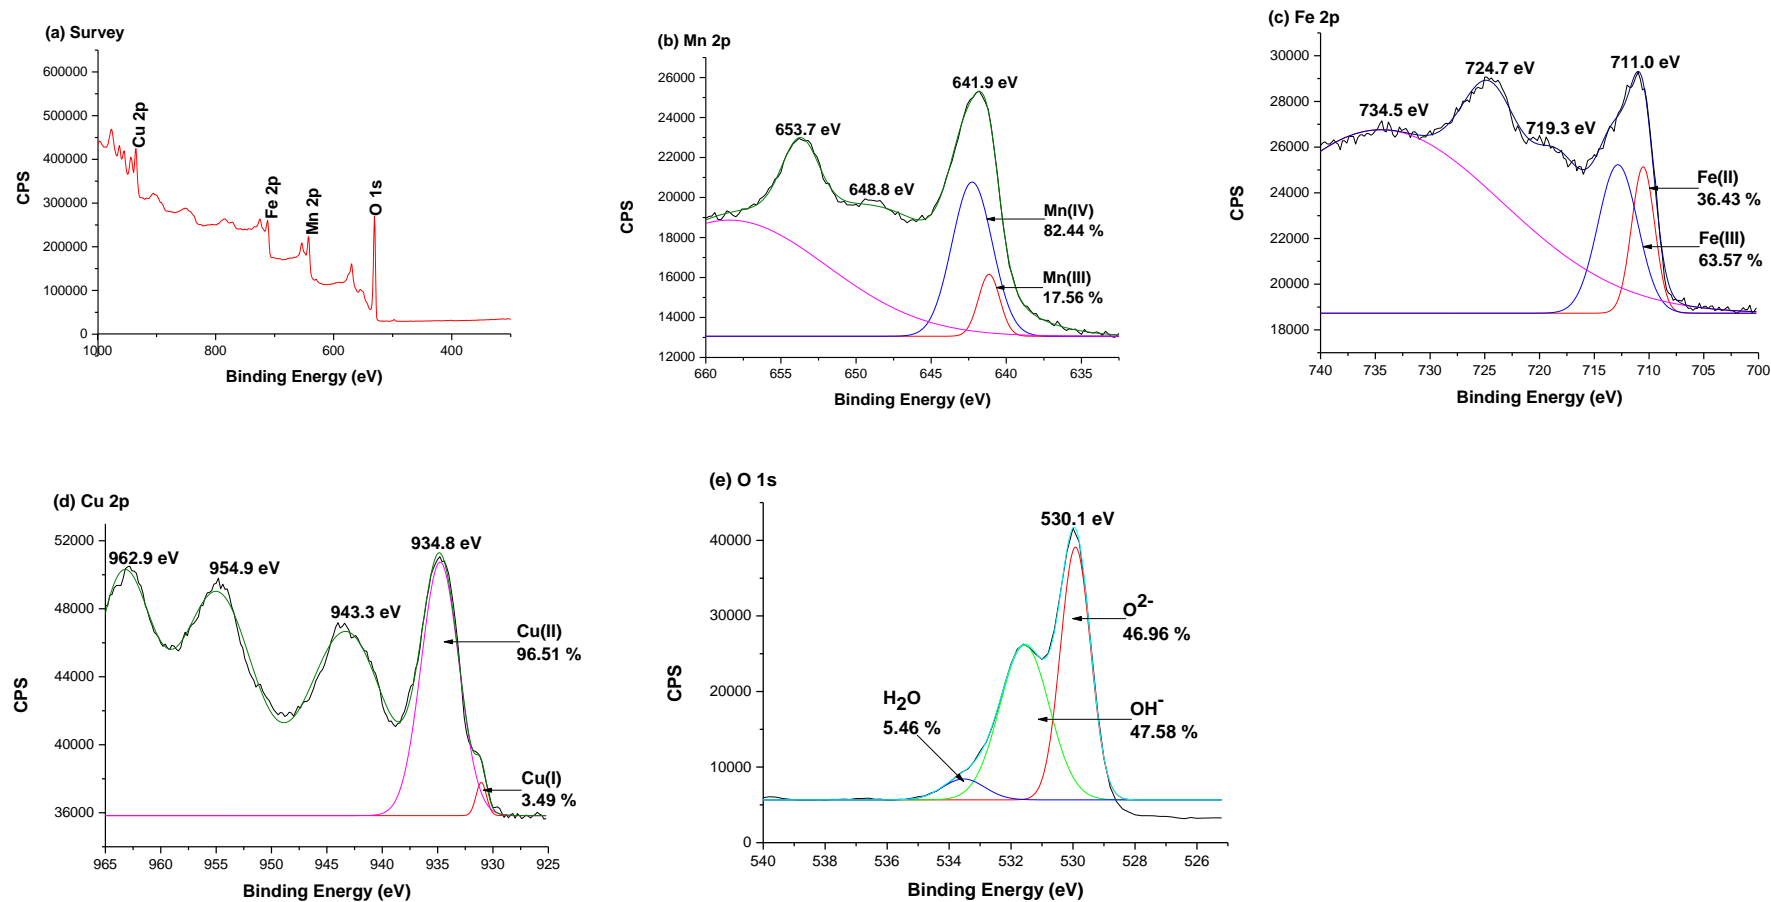 (a) Survey
CPS
600000
500000
400000
300000
200000
100000
0
Cu 2p
Fe 2p
Mn 2p
O 1s
1000
800
600
400
Binding Energy (eV)
(b) Mn 2p
CPS
26000
24000
22000
20000
18000
16000
14000
12000
653.7 eV
648.8 eV
641.9 eV
Mn(IV)
82.44 %
Mn(III)
17.56 %
660
655
650
645
640
635
Binding Energy (eV)
(c) Fe 2p
CPS
30000
28000
26000
24000
22000
20000
18000
734.5 eV
724.7 eV
719.3 eV
711.0 eV
Fe(II)
36.43 %
Fe(III)
63.57 %
740
735
730
725
720
715
710
705
700
Binding Energy (eV)
(d) Cu 2p
CPS
52000
48000
44000
40000
36000
962.9 eV
954.9 eV
943.3 eV
934.8 eV
Cu(II)
96.51 %
Cu(I)
3.49 %
965
960
955
950
945
940
935
930
925
Binding Energy (eV)
(e) O 1s
CPS
40000
30000
20000
10000
0
530.1 eV
O2-
46.96 %
OH-
47.58 %
H2O
5.46 %
540
538
536
534
532
530
528
526
Binding Energy (eV)